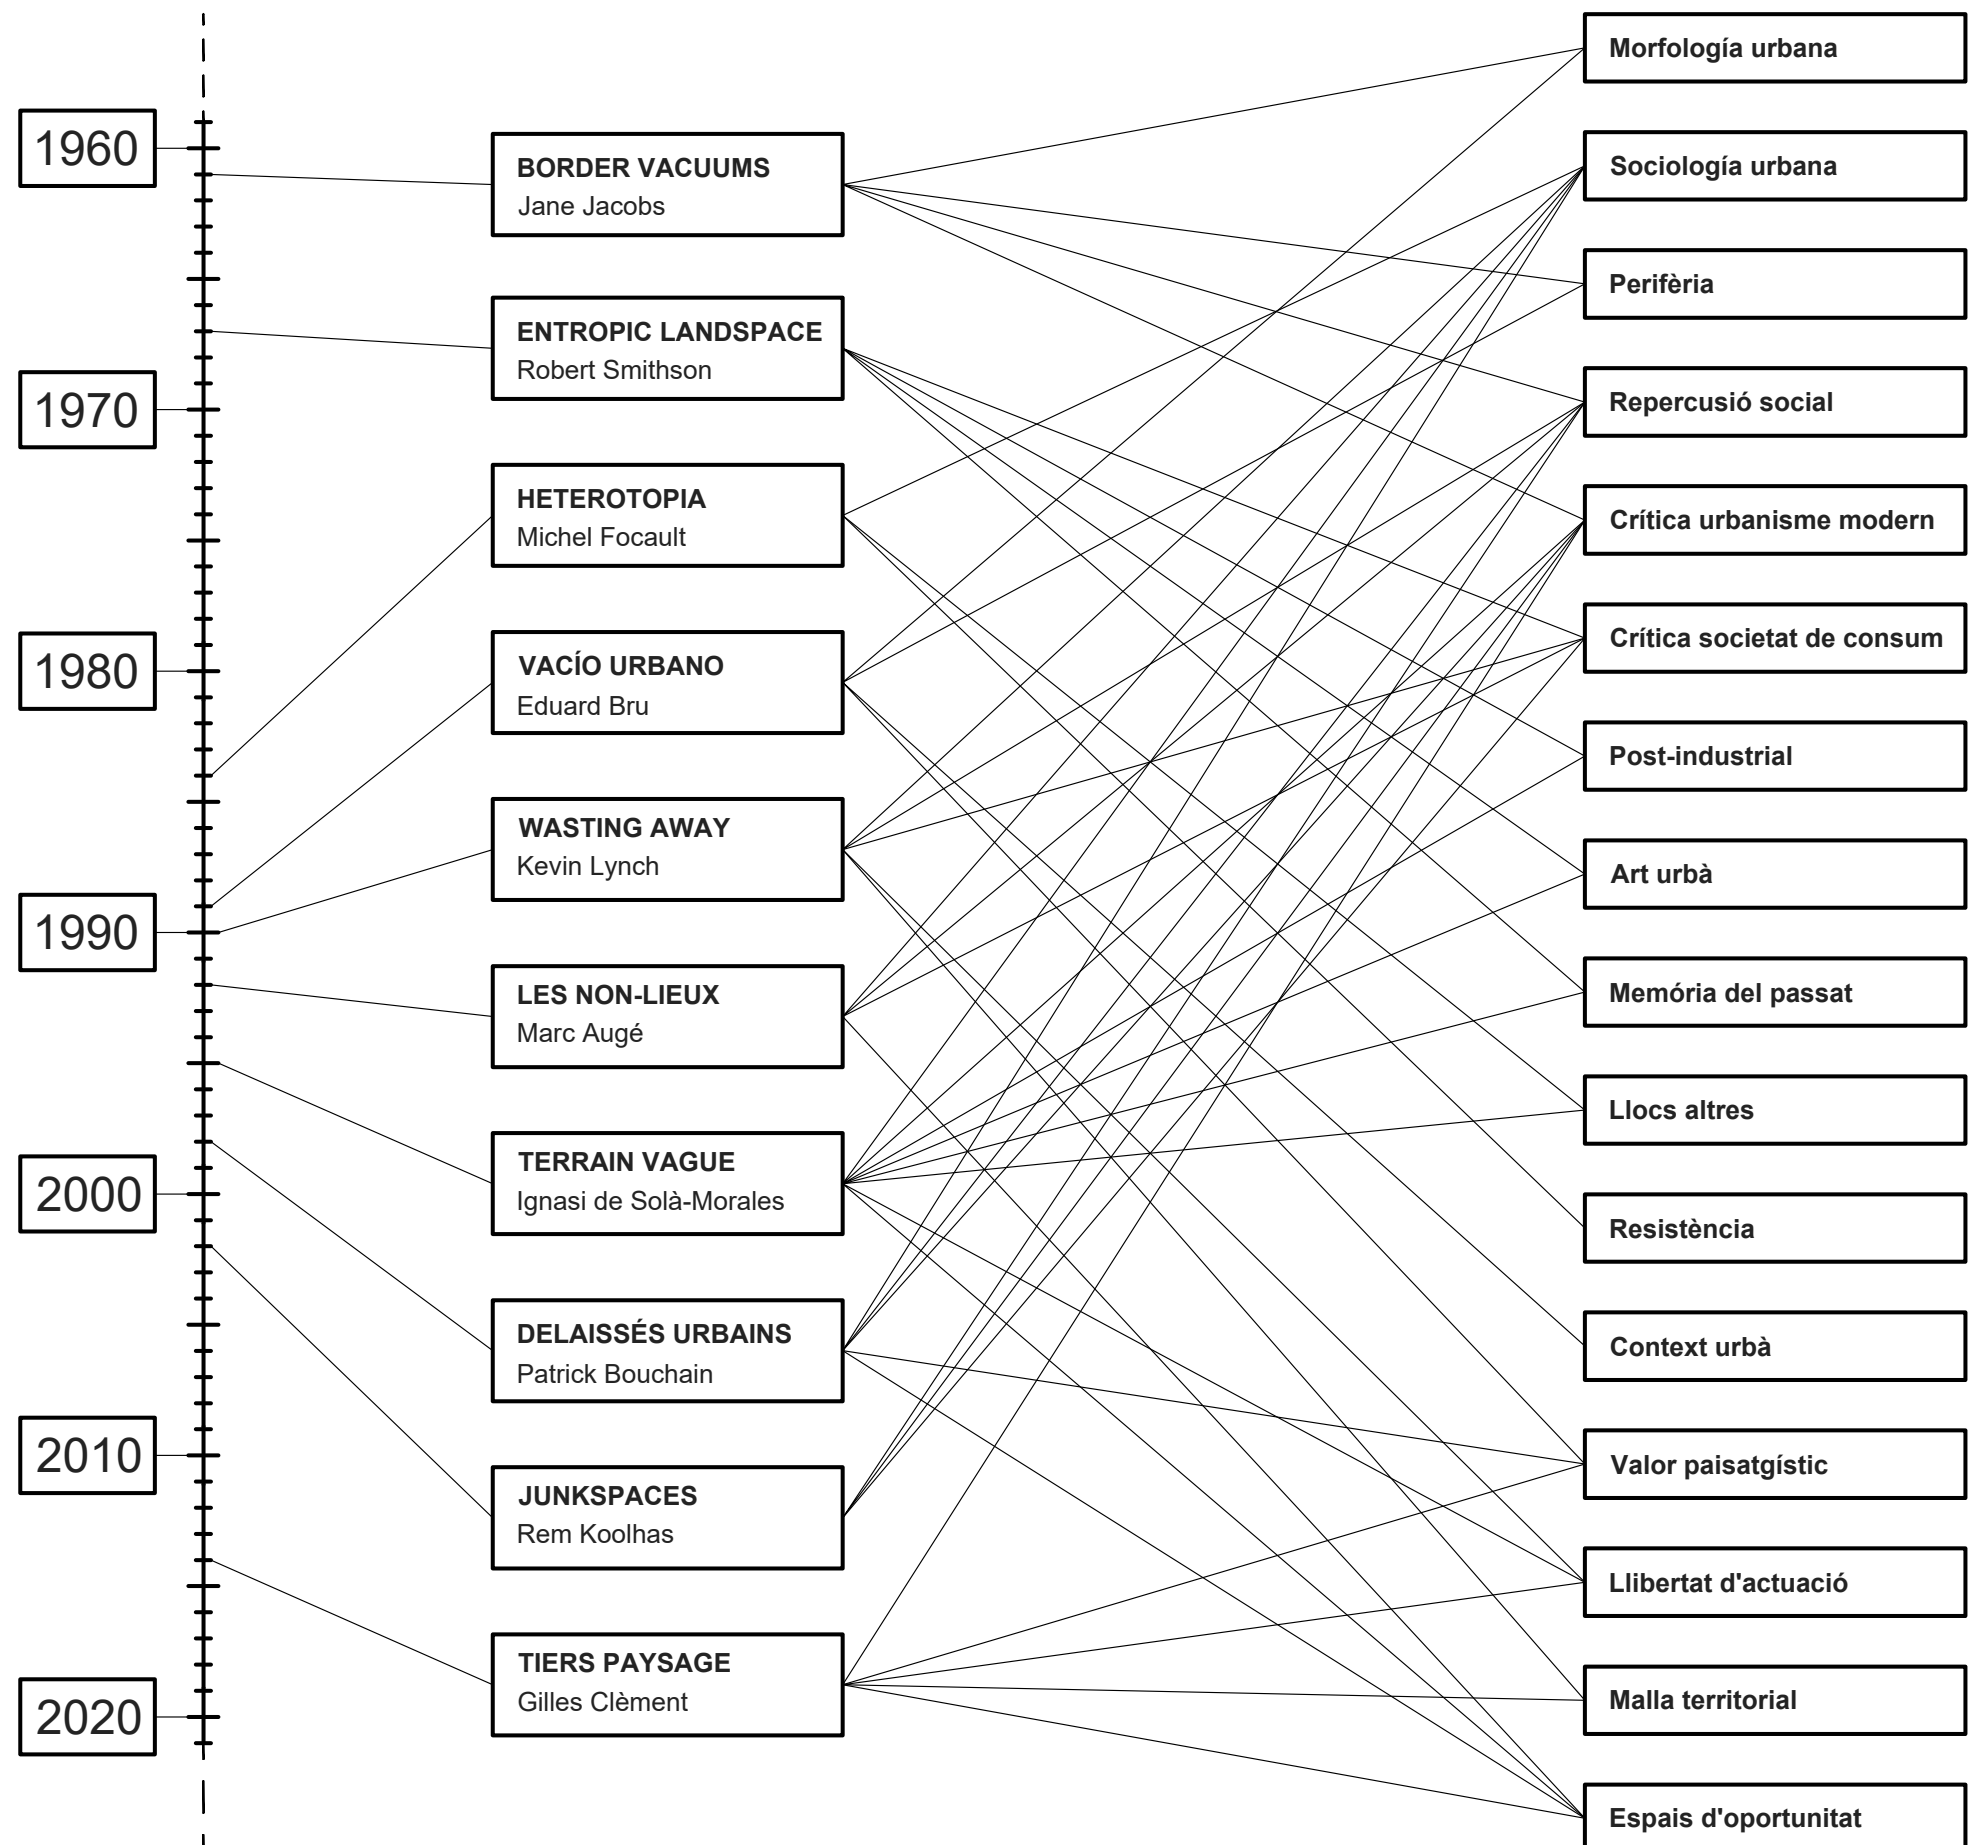 1960
1970
1980
1990
2000
2010
2020
BORDER VACUUMS
Jane Jacobs
ENTROPIC LANDSPACE
Robert Smithson
HETEROTOPIA
Michel Focault
VACÍO URBANO
Eduard Bru
WASTING AWAY
Kevin Lynch
LES NON-LIEUX
Marc Augé
TERRAIN VAGUE
Ignasi de Solà-Morales
DELAISSÉS URBAINS
Patrick Bouchain
JUNKSPACES
Rem Koolhas
TIERS PAYSAGE
Gilles Clèment
Morfología urbana
Sociología urbana
Perifèria
Repercusió social
Crítica urbanisme modern
Crítica societat de consum
Post-industrial
Art urbà
Memória del passat
Llocs altres
Resistència
Context urbà
Valor paisatgístic
Llibertat d'actuació
Malla territorial
Espais d'oportunitat